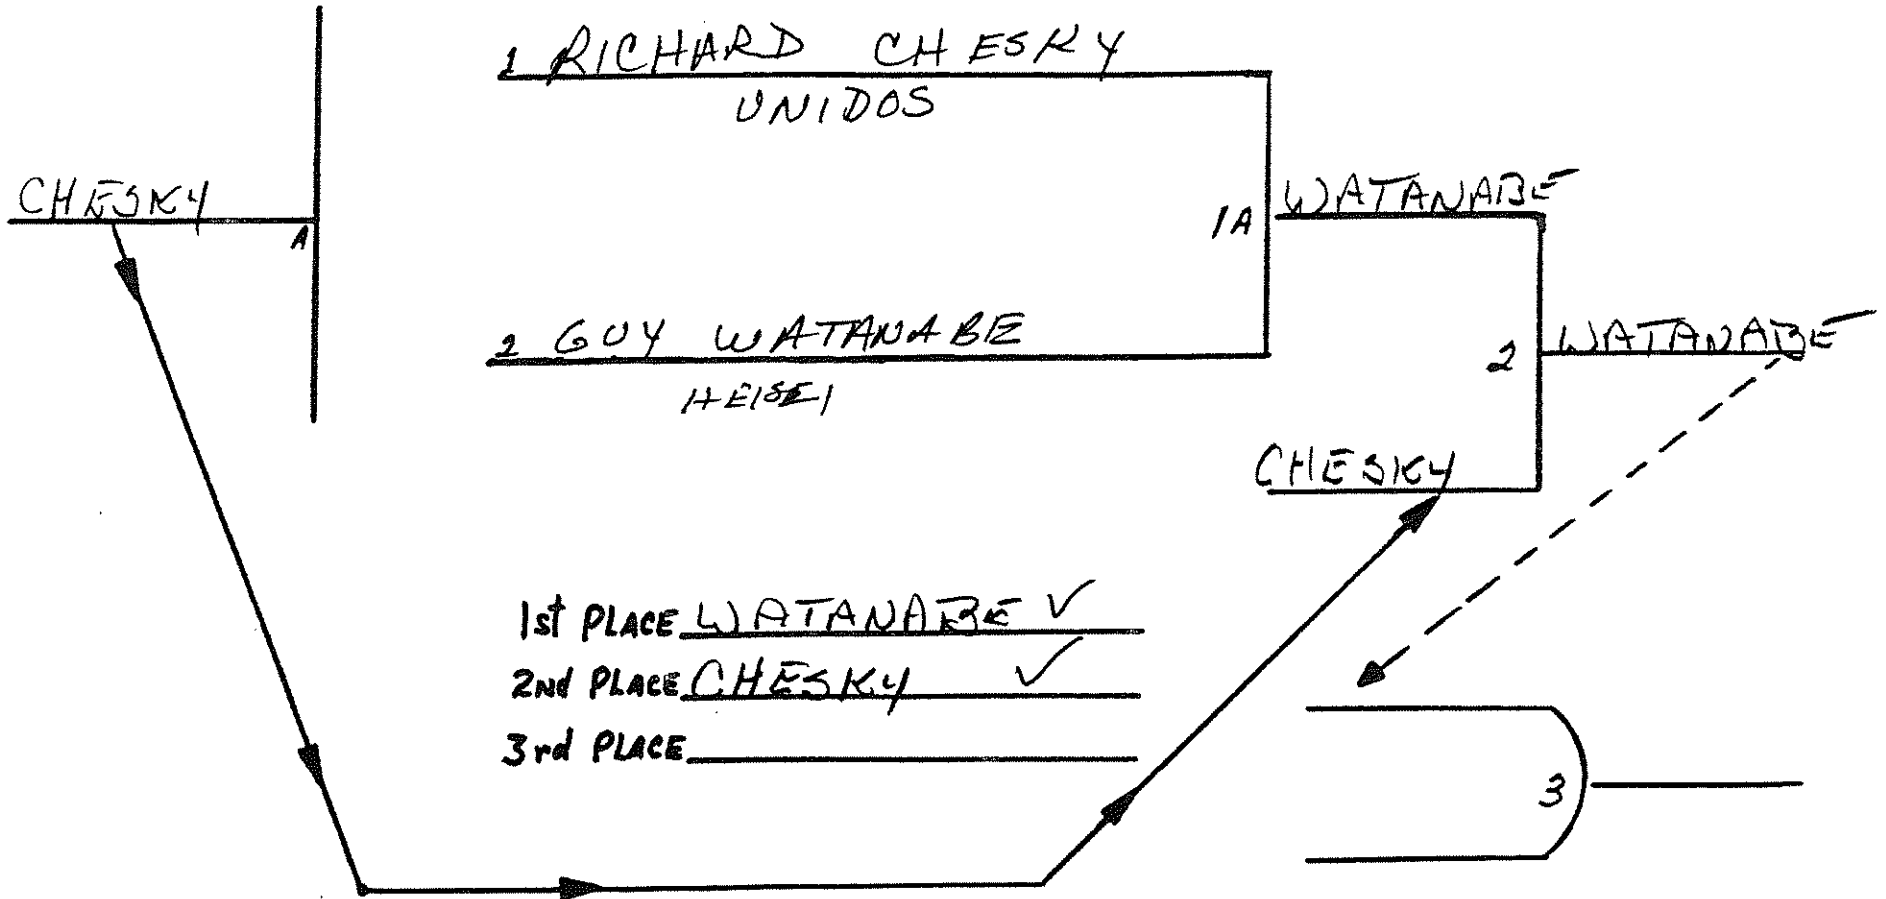 1 RICHARD CHESKY
UNIDOS
CHESKY
A
1A
WATANABE
2 GUY WATANABE
HEISEI
2
WATANABE
CHESKY
1st PLACE WATANABE ✓
2Nd PLACE CHESKY ✓
3rd PLACE
3